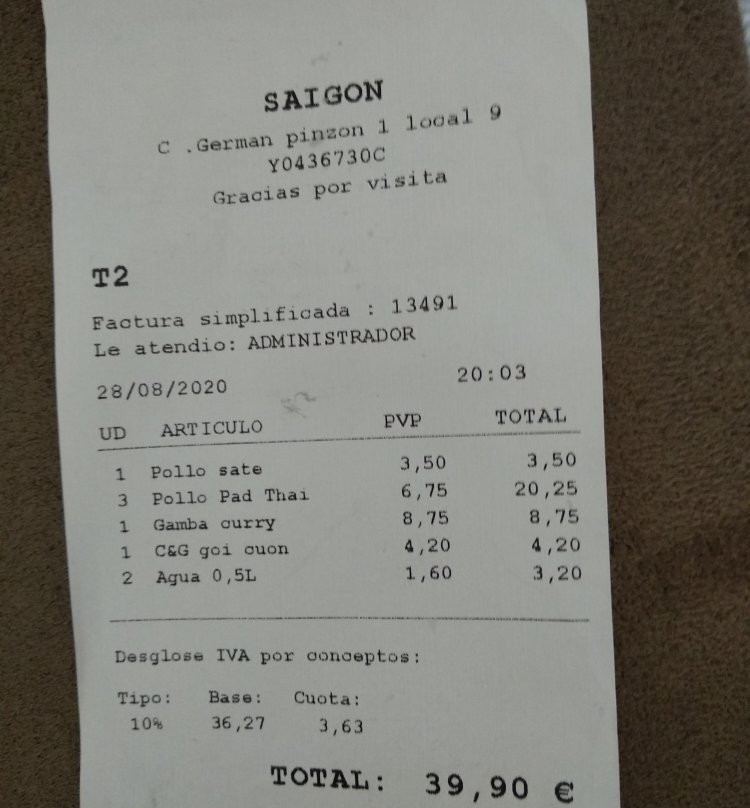 SAIGON
C .German pinzon 1 local 9
Y0436730C
Gracias por visita
T2
Factura simplificada : 13491
Le atendio: ADMINISTRADOR
28/08/2020 20:03
UD ARTICULO PVP TOTAL
1 Pollo sate 3,50 3,50
3 Pollo Pad Thai 6,75 20,25
1 Gamba curry 8,75 8,75
1 C&G goi cuon 4,20 4,20
2 Agua 0,5L 1,60 3,20
Desglose IVA por conceptos:
Tipo: Base: Cuota:
10% 36,27 3,63
TOTAL: 39,90 €